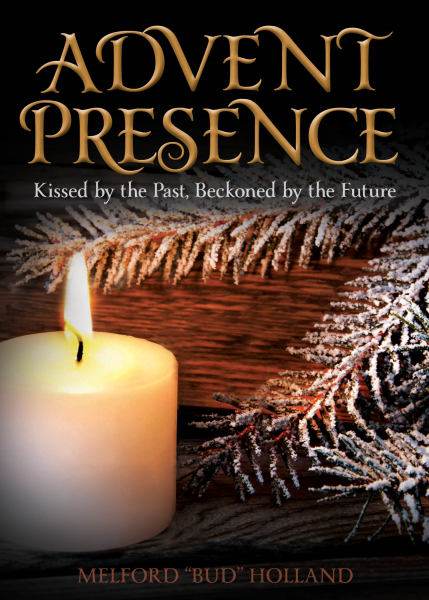 ADVENT
PRESENCE
Kissed by the Past, Beckoned by the Future
MELFORD “BUD” HOLLAND